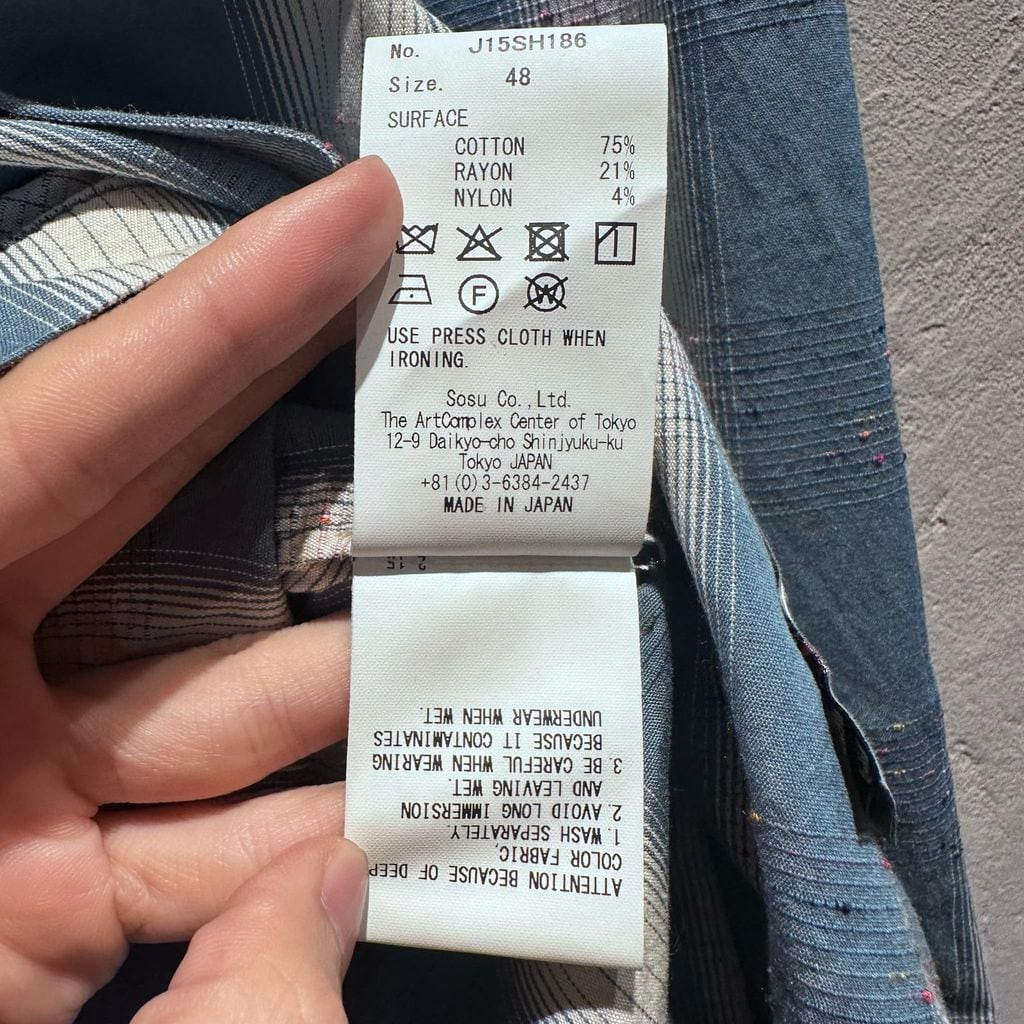 No. J15SH186
Size. 48
SURFACE
COTTON 75%
RAYON 21%
NYLON 4%
F
W
USE PRESS CLOTH WHEN
IRONING.
Sosu Co.,Ltd.
The ArtComplex Center of Tokyo
12-9 Daikyo-cho Shinjyuku-ku
Tokyo JAPAN
+81(0)3-6384-2437
MADE IN JAPAN
2.15
ATTENTION BECAUSE OF DEEP
COLOR FABRIC,
1. WASH SEPARATELY.
2. AVOID LONG IMMERSION
AND LEAVING WET.
3. BE CAREFUL WHEN WEARING
BECAUSE IT CONTAMINATES
UNDERWEAR WHEN WET.